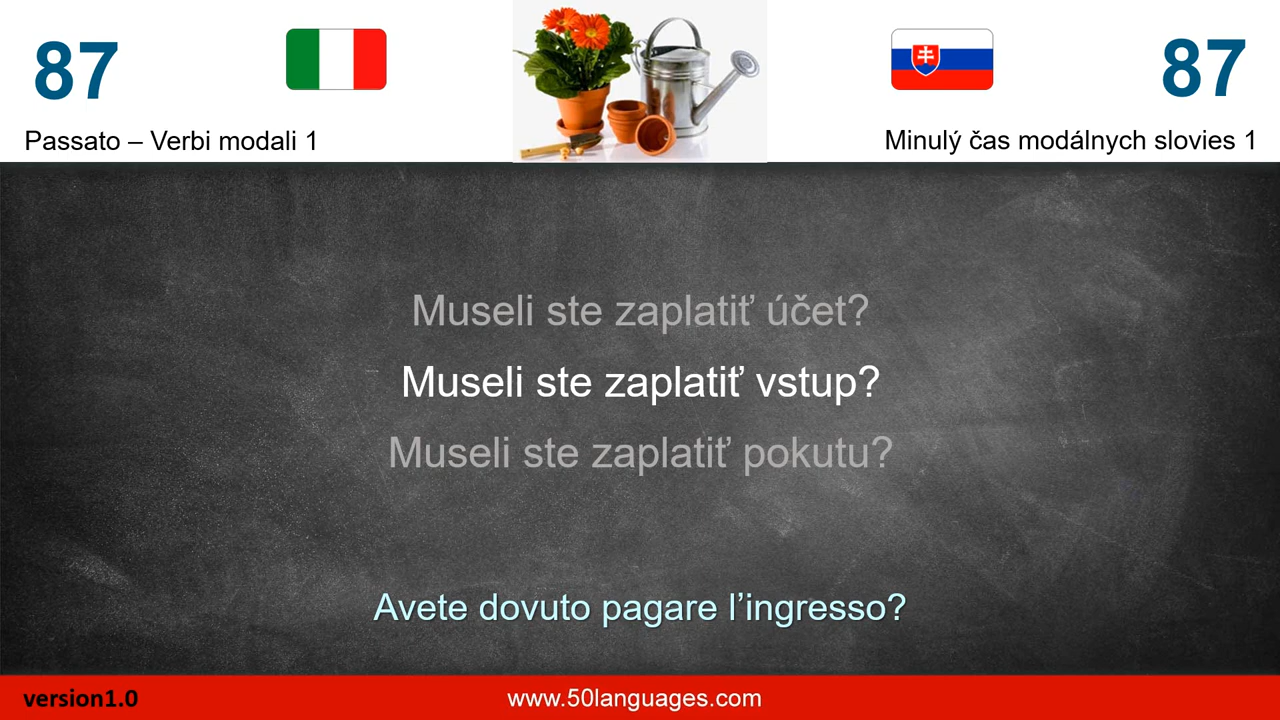 87
87
Passato – Verbi modali 1
Minulý čas modálnych slovies 1
Museli ste zaplatiť účet?
Museli ste zaplatiť vstup?
Museli ste zaplatiť pokutu?
Avete dovuto pagare l’ingresso?
version1.0
www.50languages.com